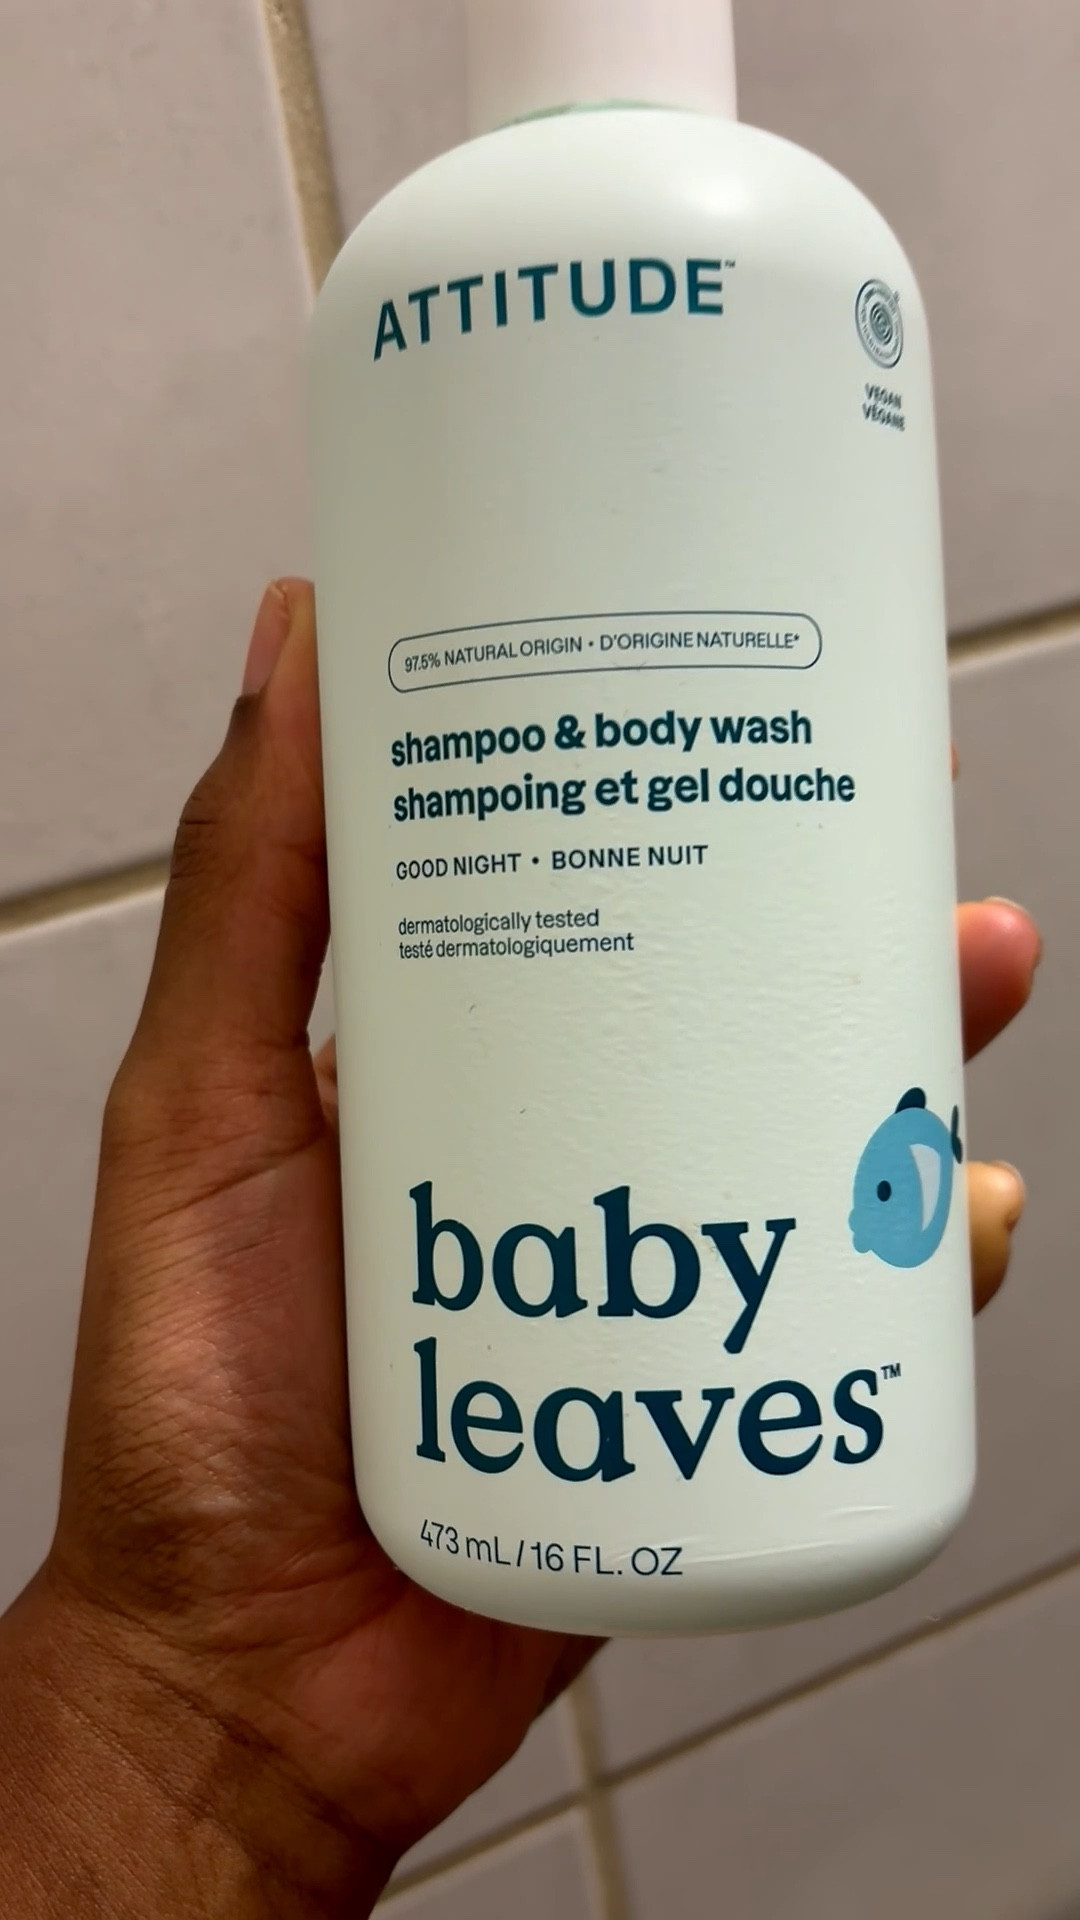 ATTITUDE™
VEGAN
VÉGANE
97.5% NATURAL ORIGIN • D'ORIGINE NATURELLE*
shampoo & body wash
shampoing et gel douche
GOOD NIGHT • BONNE NUIT
dermatologically tested
testé dermatologiquement
baby
leaves™
473 mL / 16 FL. OZ